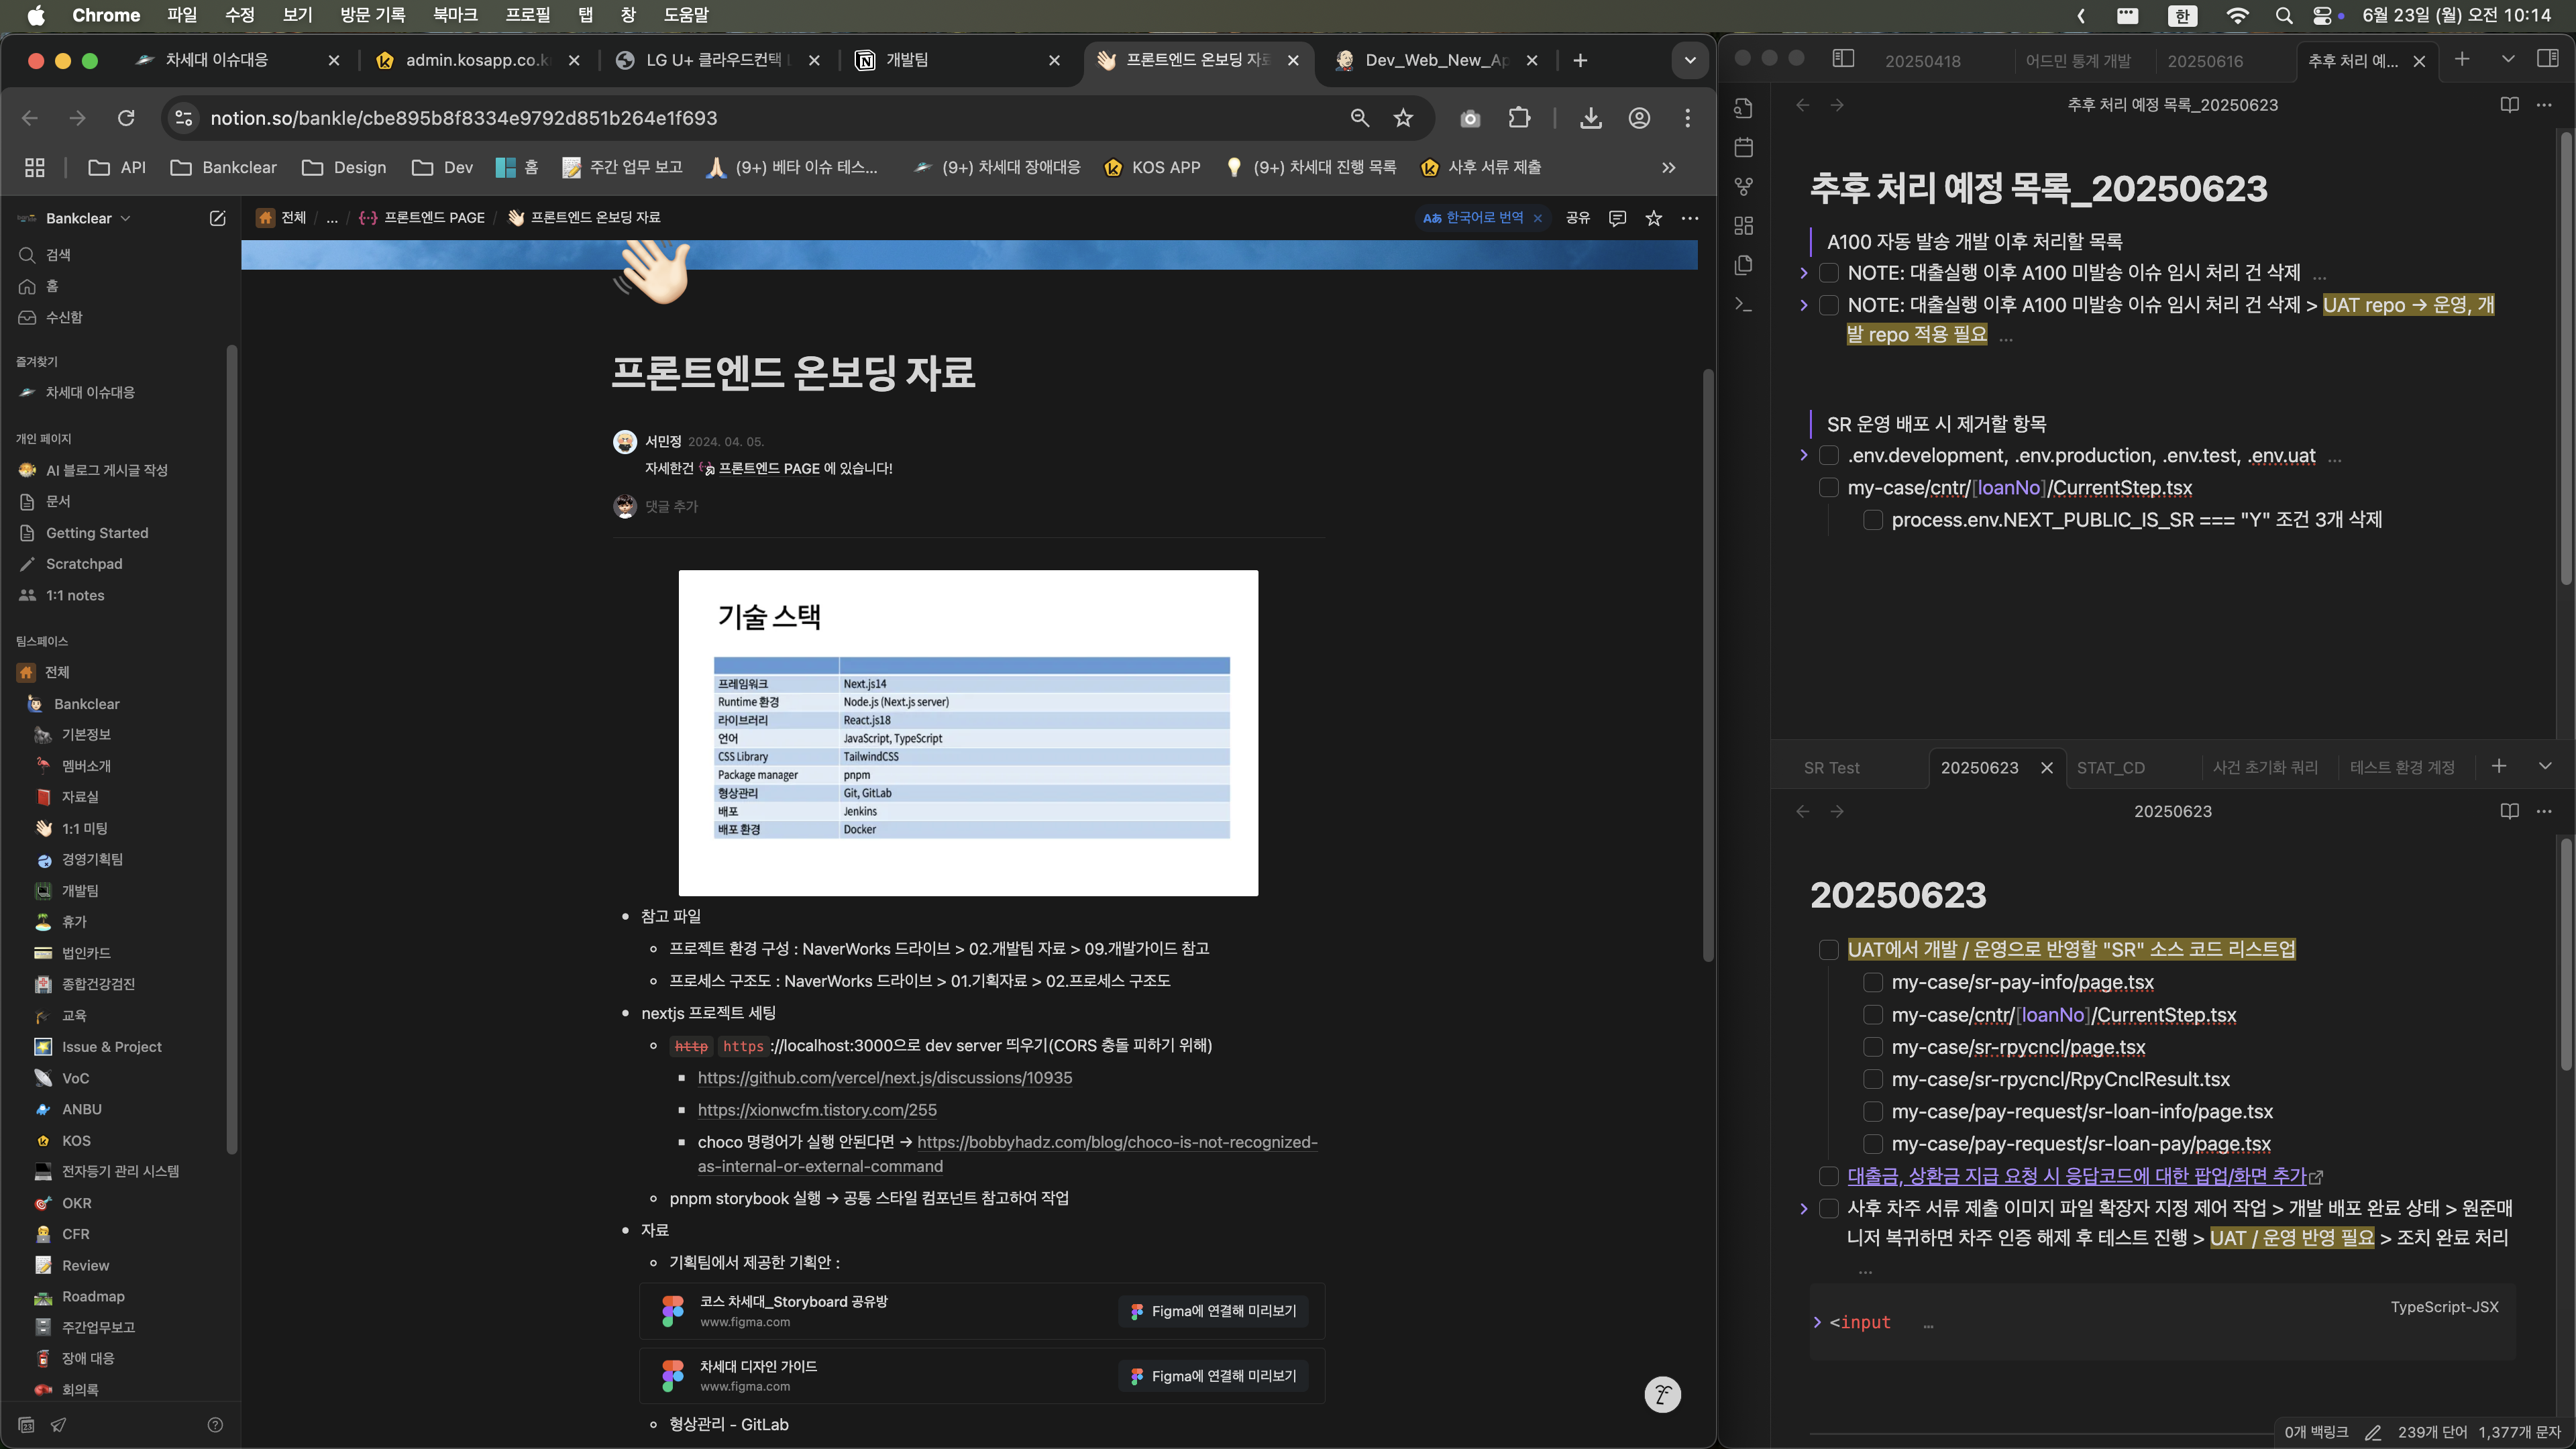 Chrome 파일 수정 보기 방문 기록 북마크 프로필 탭 창 도움말
한 6월 23일 (월) 오전 10:14
차세대 이슈대응
admin.kosapp.co.k
LG U+ 클라우드컨택
개발팀
프론트엔드 온보딩 자료
Dev_Web_New_Ap
notion.so/bankle/cbe895b8f8334e9792d851b264e1f693
API
Bankclear
Design
Dev
홈
주간 업무 보고
(9+) 베타 이슈 테스...
(9+) 차세대 장애대응
KOS APP
(9+) 차세대 진행 목록
사후 서류 제출
Bankclear
검색
홈
수신함
즐겨찾기
차세대 이슈대응
개인 페이지
AI 블로그 게시글 작성
문서
Getting Started
Scratchpad
1:1 notes
팀스페이스
전체
Bankclear
기본정보
멤버소개
자료실
1:1 미팅
경영기획팀
개발팀
휴가
법인카드
종합건강검진
교육
Issue & Project
VoC
ANBU
KOS
전자등기 관리 시스템
OKR
CFR
Review
Roadmap
주간업무보고
장애 대응
회의록
전체 / ... / 프론트엔드 PAGE / 프론트엔드 온보딩 자료
한국어로 번역
공유
프론트엔드 온보딩 자료
서민정 2024. 04. 05.
자세한건 프론트엔드 PAGE 에 있습니다!
댓글 추가
기술 스택
프레임워크 Next.js14
Runtime 환경 Node.js (Next.js server)
라이브러리 React.js18
언어 JavaScript, TypeScript
CSS Library TailwindCSS
Package manager pnpm
형상관리 Git, GitLab
배포 Jenkins
배포 환경 Docker
참고 파일
프로젝트 환경 구성 : NaverWorks 드라이브 > 02.개발팀 자료 > 09.개발가이드 참고
프로세스 구조도 : NaverWorks 드라이브 > 01.기획자료 > 02.프로세스 구조도
nextjs 프로젝트 세팅
http https ://localhost:3000으로 dev server 띄우기(CORS 충돌 피하기 위해)
https://github.com/vercel/next.js/discussions/10935
https://xionwcfm.tistory.com/255
choco 명령어가 실행 안된다면 → https://bobbyhadz.com/blog/choco-is-not-recognized-
as-internal-or-external-command
pnpm storybook 실행 → 공통 스타일 컴포넌트 참고하여 작업
자료
기획팀에서 제공한 기획안 :
코스 차세대_Storyboard 공유방
www.figma.com
Figma에 연결해 미리보기
차세대 디자인 가이드
www.figma.com
Figma에 연결해 미리보기
형상관리 - GitLab
20250418
어드민 통계 개발
20250616
추후 처리 예...
추후 처리 예정 목록_20250623
추후 처리 예정 목록_20250623
A100 자동 발송 개발 이후 처리할 목록
NOTE: 대출실행 이후 A100 미발송 이슈 임시 처리 건 삭제 ...
NOTE: 대출실행 이후 A100 미발송 이슈 임시 처리 건 삭제 > UAT repo → 운영, 개
발 repo 적용 필요 ...
SR 운영 배포 시 제거할 항목
.env.development, .env.production, .env.test, .env.uat ...
my-case/cntr/[loanNo]/CurrentStep.tsx
process.env.NEXT_PUBLIC_IS_SR === "Y" 조건 3개 삭제
SR Test
20250623
STAT_CD
사건 초기화 쿼리
테스트 환경 계정
20250623
20250623
UAT에서 개발 / 운영으로 반영할 "SR" 소스 코드 리스트업
my-case/sr-pay-info/page.tsx
my-case/cntr/[loanNo]/CurrentStep.tsx
my-case/sr-rpycncl/page.tsx
my-case/sr-rpycncl/RpyCnclResult.tsx
my-case/pay-request/sr-loan-info/page.tsx
my-case/pay-request/sr-loan-pay/page.tsx
대출금, 상환금 지급 요청 시 응답코드에 대한 팝업/화면 추가
사후 차주 서류 제출 이미지 파일 확장자 지정 제어 작업 > 개발 배포 완료 상태 > 원준매
니저 복귀하면 차주 인증 해제 후 테스트 진행 > UAT / 운영 반영 필요 > 조치 완료 처리
...
TypeScript-JSX
<input ...
0개 백링크 239개 단어 1,377개 문자